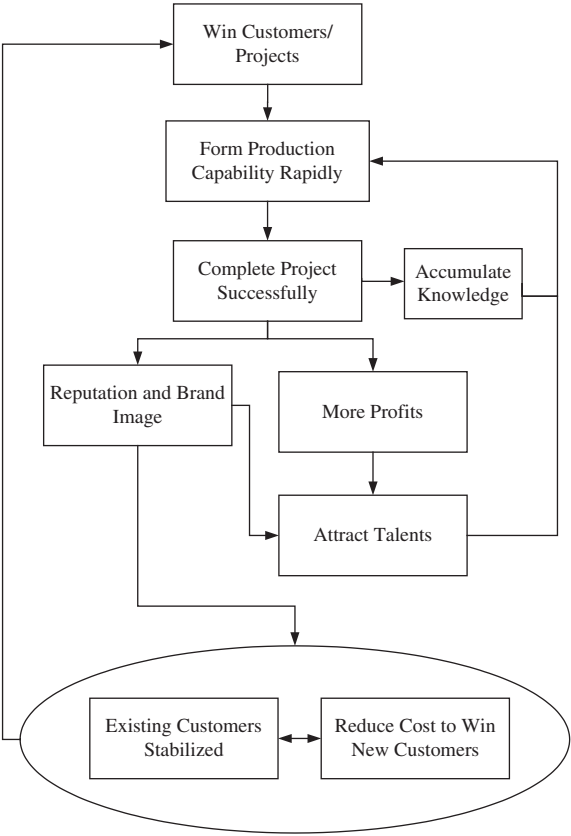 Win Customers/
Projects
Form Production
Capability Rapidly
Complete Project
Successfully
Accumulate
Knowledge
Reputation and Brand
Image
More Profits
Attract Talents
Existing Customers
Stabilized
Reduce Cost to Win
New Customers